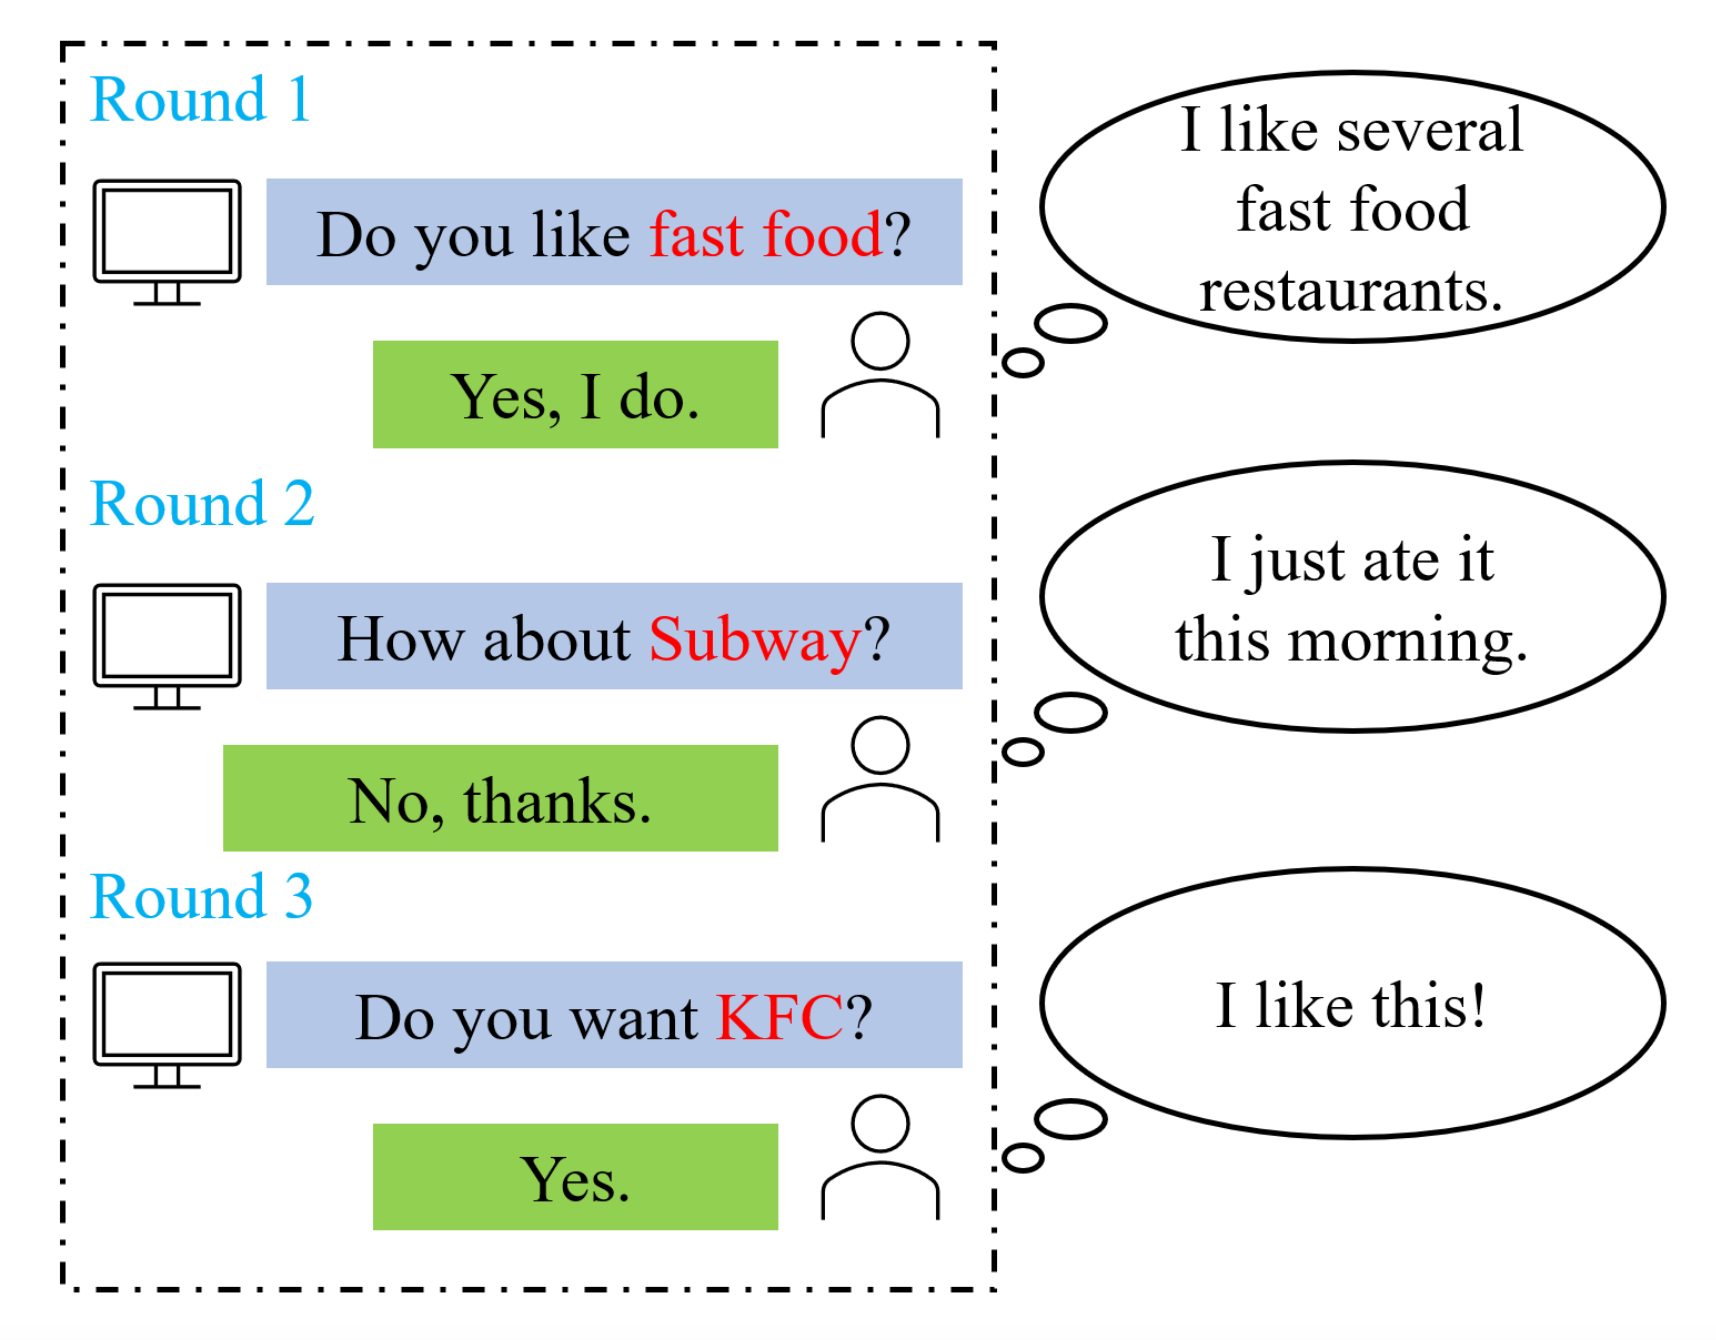 Round 1
Do you like fast food?
Yes, I do.
I like several
fast food
restaurants.
Round 2
How about Subway?
No, thanks.
I just ate it
this morning.
Round 3
Do you want KFC?
Yes.
I like this!